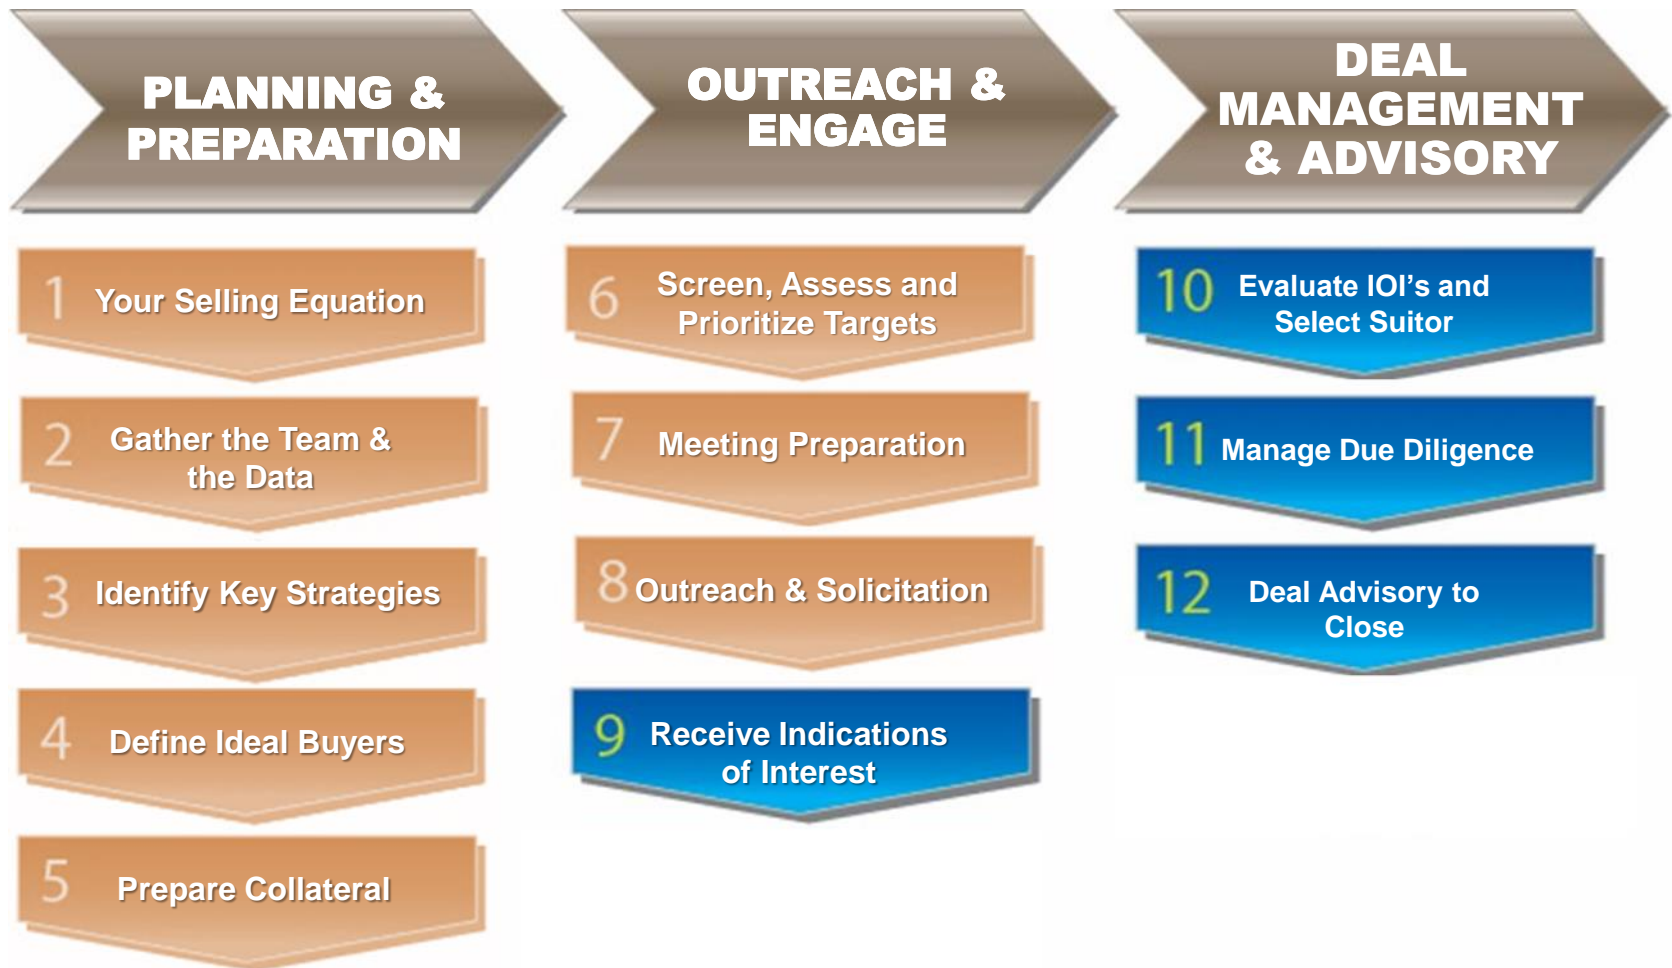 PLANNING &
PREPARATION
OUTREACH &
ENGAGE
DEAL
MANAGEMENT
& ADVISORY
1 Your Selling Equation
2 Gather the Team &
the Data
3 Identify Key Strategies
4 Define Ideal Buyers
5 Prepare Collateral
6 Screen, Assess and
Prioritize Targets
7 Meeting Preparation
8 Outreach & Solicitation
9 Receive Indications
of Interest
10 Evaluate IOI’s and
Select Suitor
11 Manage Due Diligence
12 Deal Advisory to
Close